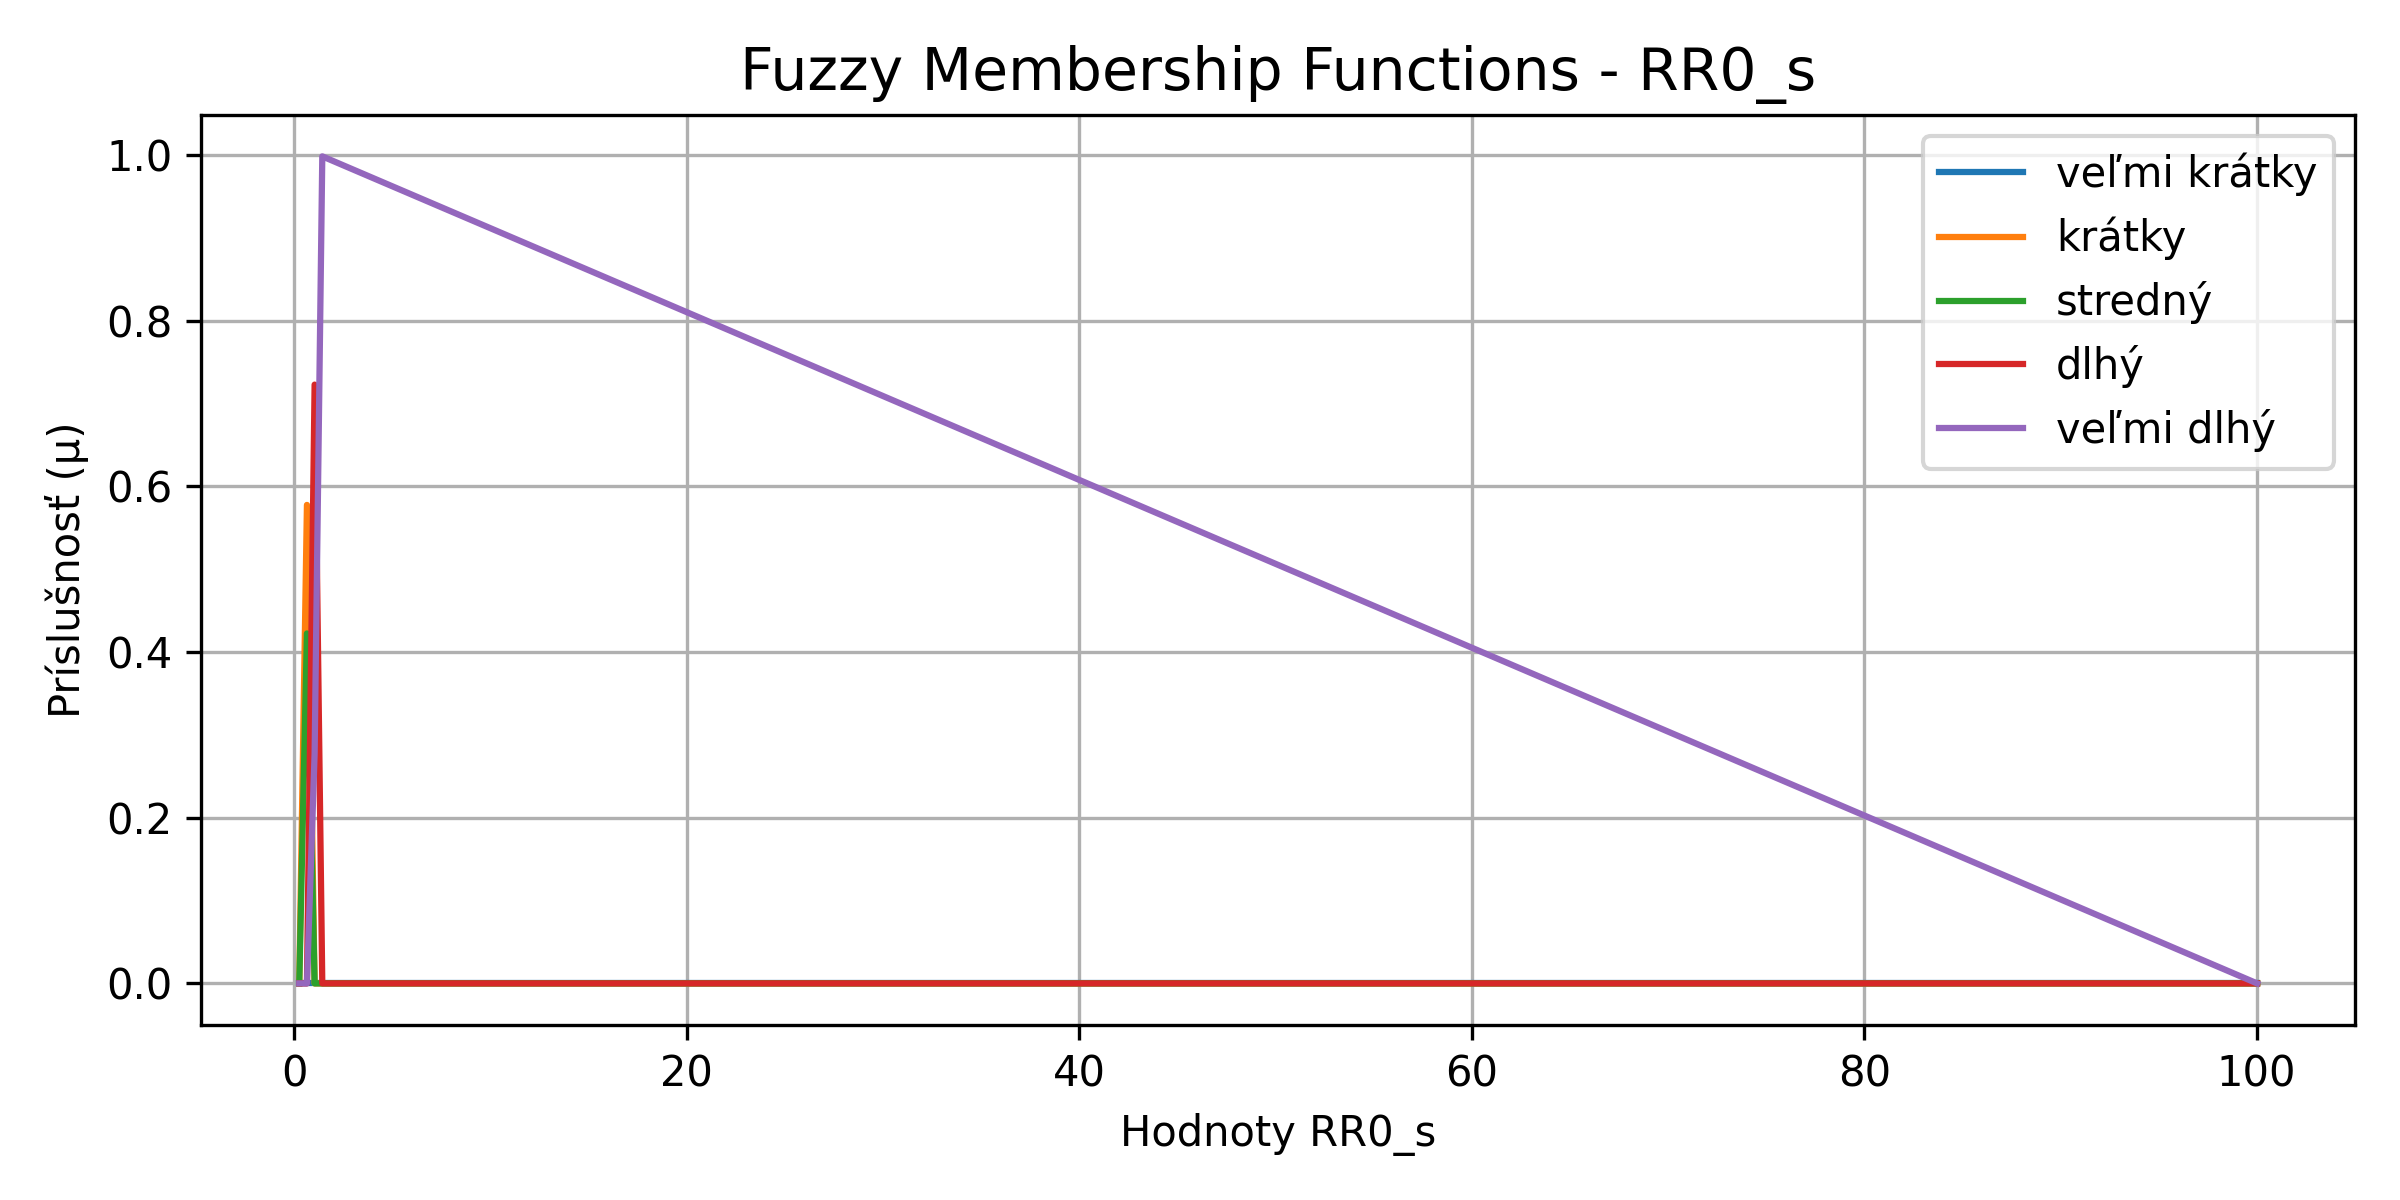 Fuzzy Membership Functions - RR0_s
1.0
0.8
0.6
0.4
0.2
0.0
Príslušnosť (μ)
veľmi krátky
krátky
stredný
dlhý
veľmi dlhý
0 20 40 60 80 100
Hodnoty RR0_s